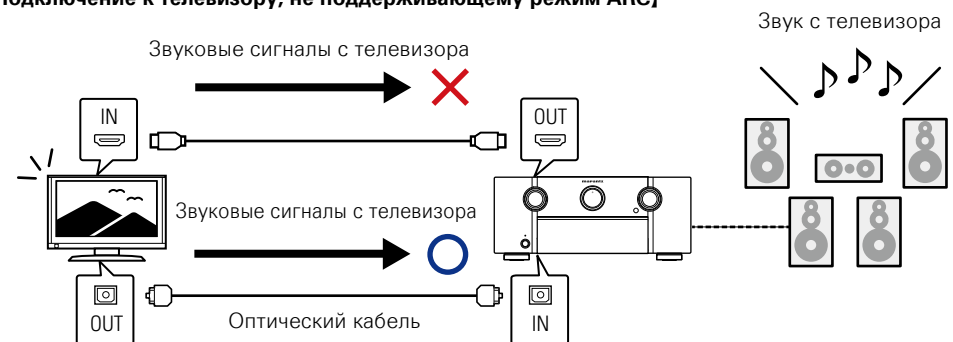 подключение к телевизору, не поддерживающему режим ARC】
Звук с телевизора
Звуковые сигналы с телевизора
IN
OUT
marantz
Звуковые сигналы с телевизора
OUT
Оптический кабель
IN